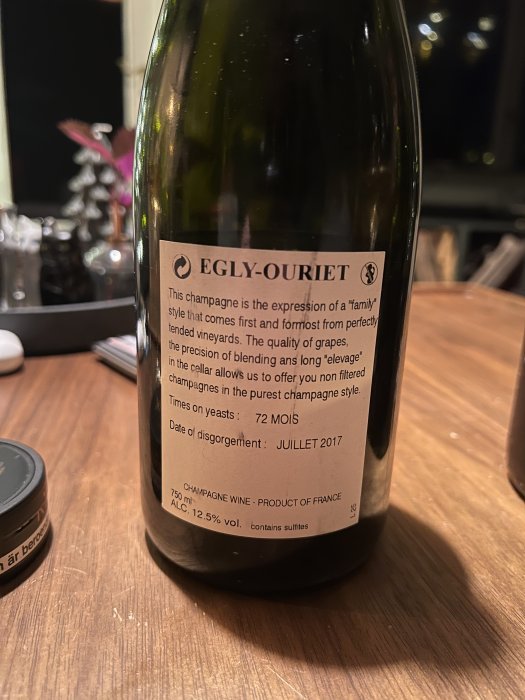 EGLY-OURIET
This champagne is the expression of a "family"
style that comes first and formost from perfectly
tended vineyards. The quality of grapes,
the precision of blending ans long "elevage"
in the cellar allows us to offer you non filtered
champagnes in the purest champagne style.
Times on yeasts : 72 MOIS
Date of disgorgement : JUILLET 2017
CHAMPAGNE WINE - PRODUCT OF FRANCE
750 ml
ALC. 12.5% vol. contains sulfites
är beroe